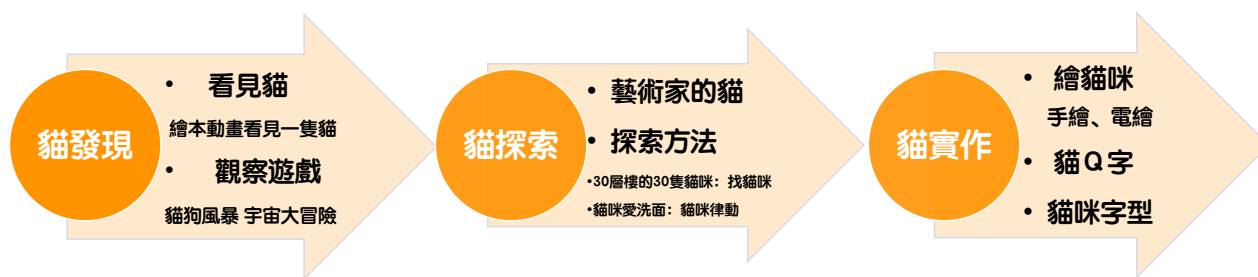 貓發現
• 看見貓
繪本動畫看見一隻貓
• 觀察遊戲
貓狗風暴 宇宙大冒險
貓探索
• 藝術家的貓
• 探索方法
•30層樓的30隻貓咪：找貓咪
•貓咪愛洗面：貓咪律動
貓實作
• 繪貓咪
手繪、電繪
• 貓Q字
• 貓咪字型